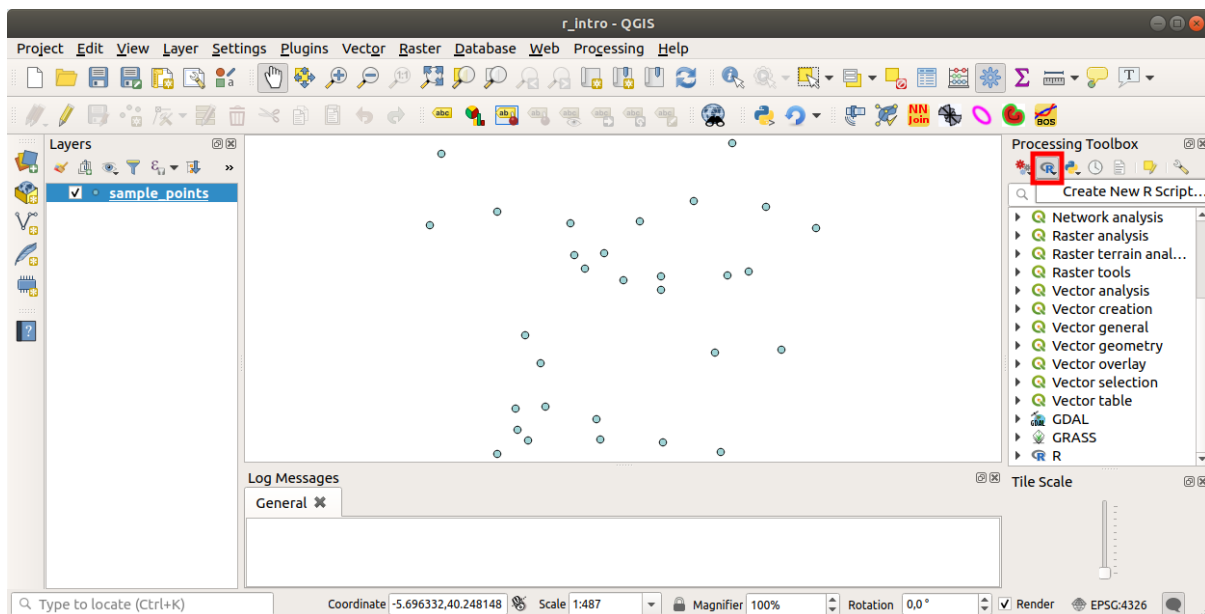 r_intro - QGIS
Project Edit View Layer Settings Plugins Vector Raster Database Web Processing Help
Layers
sample_points
Processing Toolbox
Create New R Script...
Network analysis
Raster analysis
Raster terrain anal...
Raster tools
Vector analysis
Vector creation
Vector general
Vector geometry
Vector overlay
Vector selection
Vector table
GDAL
GRASS
R
Log Messages
General
Tile Scale
Type to locate (Ctrl+K)
Coordinate -5.696332,40.248148 Scale 1:487 Magnifier 100% Rotation 0,0 ° Render EPSG:4326